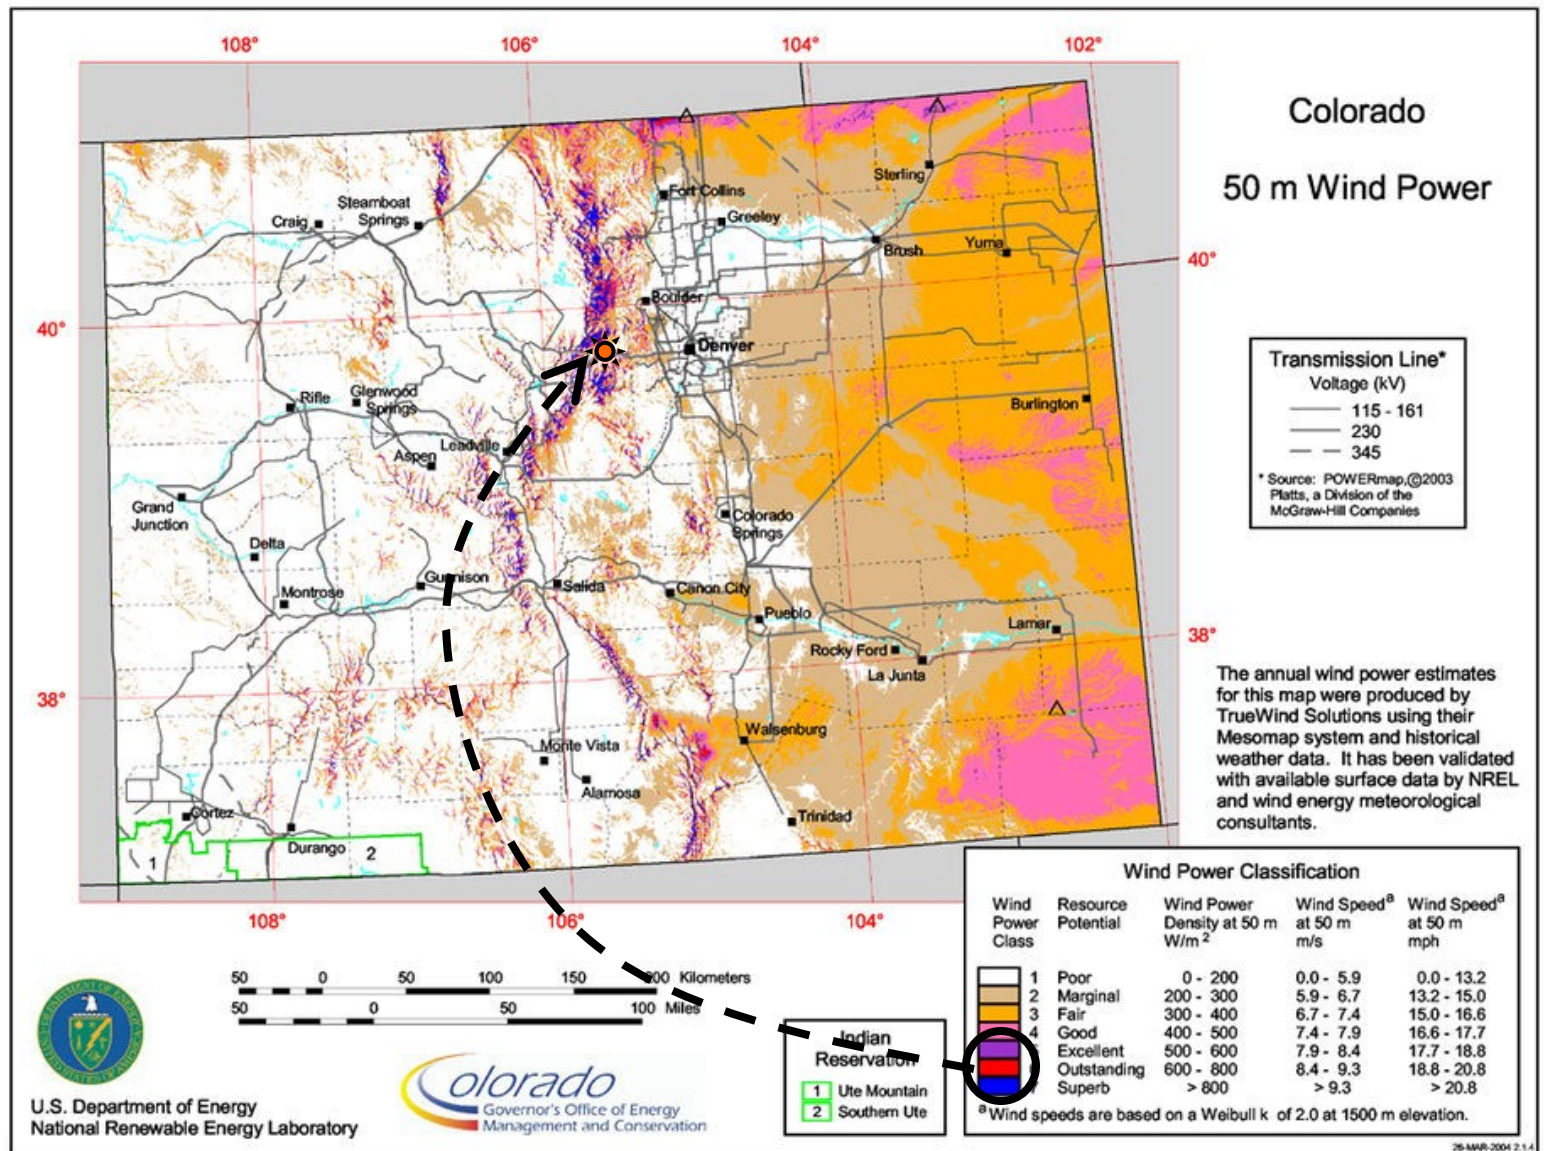 108°
106°
104°
102°
Colorado
50 m Wind Power
Fort Collins
Sterling
Steamboat
Springs
Craig
Greeley
Brush
Yuma
40°
Boulder
40°
Denver
Transmission Line*
Voltage (kV)
115 - 161
230
345
* Source: POWERmap,©2003
Platts, a Division of the
McGraw-Hill Companies
Rifle
Glenwood
Springs
Burlington
Leadville
Aspen
Grand
Junction
Colorado
Springs
Delta
Gunnison
Montrose
Salida
Canon City
Pueblo
Lamar
38°
Rocky Ford
La Junta
38°
The annual wind power estimates
for this map were produced by
TrueWind Solutions using their
Mesomap system and historical
weather data. It has been validated
with available surface data by NREL
and wind energy meteorological
consultants.
Walsenburg
Monte Vista
Alamosa
Cortez
Trinidad
Durango
1
2
108°
106°
104°
Wind Power Classification
Wind Power Class
Resource Potential
Wind Power Density at 50 m W/m 2
Wind Speed a at 50 m m/s
Wind Speed a at 50 m mph
1 Poor 0 - 200 0.0 - 5.9 0.0 - 13.2
2 Marginal 200 - 300 5.9 - 6.7 13.2 - 15.0
3 Fair 300 - 400 6.7 - 7.4 15.0 - 16.6
4 Good 400 - 500 7.4 - 7.9 16.6 - 17.7
Excellent 500 - 600 7.9 - 8.4 17.7 - 18.8
Outstanding 600 - 800 8.4 - 9.3 18.8 - 20.8
7 Superb > 800 > 9.3 > 20.8
a Wind speeds are based on a Weibull k of 2.0 at 1500 m elevation.
50 0 50 100 150 200 Kilometers
50 0 50 100 Miles
Indian
Reservation
1 Ute Mountain
2 Southern Ute
Colorado
Governor's Office of Energy
Management and Conservation
U.S. Department of Energy
National Renewable Energy Laboratory
26-MAR-2004 2.1.4